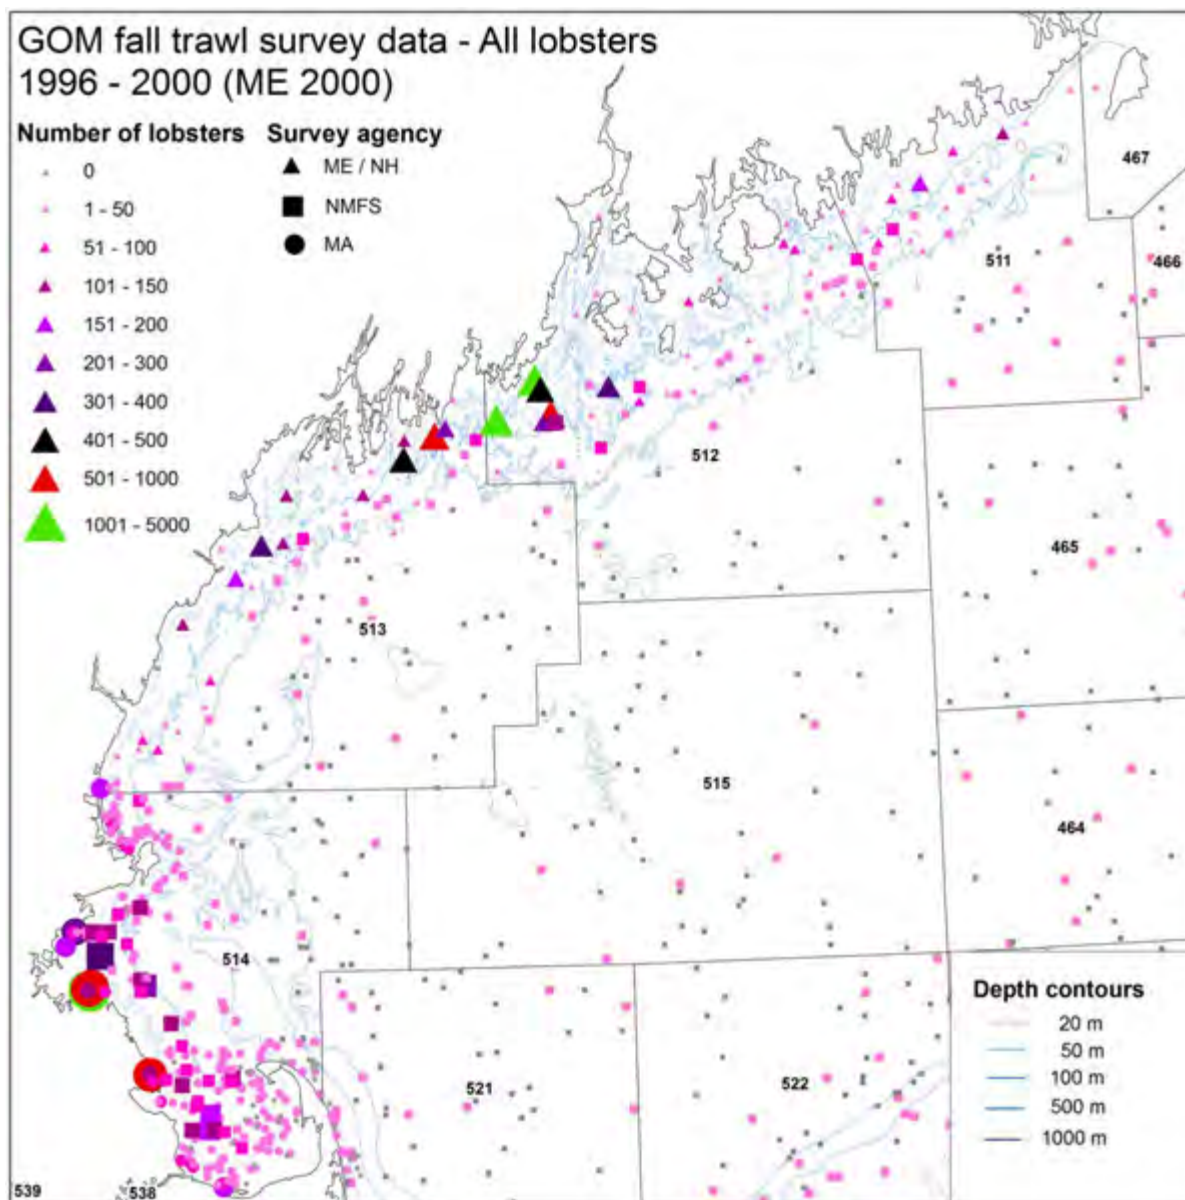 GOM fall trawl survey data - All lobsters
1996 - 2000 (ME 2000)
Number of lobsters
0
1 - 50
51 - 100
101 - 150
151 - 200
201 - 300
301 - 400
401 - 500
501 - 1000
1001 - 5000
Survey agency
ME / NH
NMFS
MA
467
466
511
512
465
513
515
464
514
521
522
539
538
Depth contours
20 m
50 m
100 m
500 m
1000 m